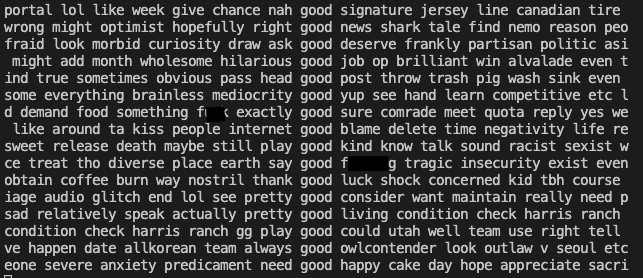 portal lol like week give chance nah good signature jersey line canadian tire
wrong might optimist hopefully right good news shark tale find nemo reason peo
fraid look morbid curiosity draw ask good deserve frankly partisan politic asi
might add month wholesome hilarious good job op brilliant win alvalade even t
ind true sometimes obvious pass head good post throw trash pig wash sink even
some everything brainless mediocrity good yup see hand learn competitive etc l
d demand food something f k exactly good sure comrade meet quota reply yes we
like around ta kiss people internet good blame delete time negativity life re
sweet release death maybe still play good kind know talk sound racist sexist w
ce treat tho diverse place earth say good f g tragic insecurity exist even
obtain coffee burn way nostril thank good luck shock concerned kid tbh course
iage audio glitch end lol see pretty good consider want maintain really need p
sad relatively speak actually pretty good living condition check harris ranch
condition check harris ranch gg play good could utah well team use right tell
ve happen date allkorean team always good owlcontender look outlaw v seoul etc
eone severe anxiety predicament need good happy cake day hope appreciate sacri